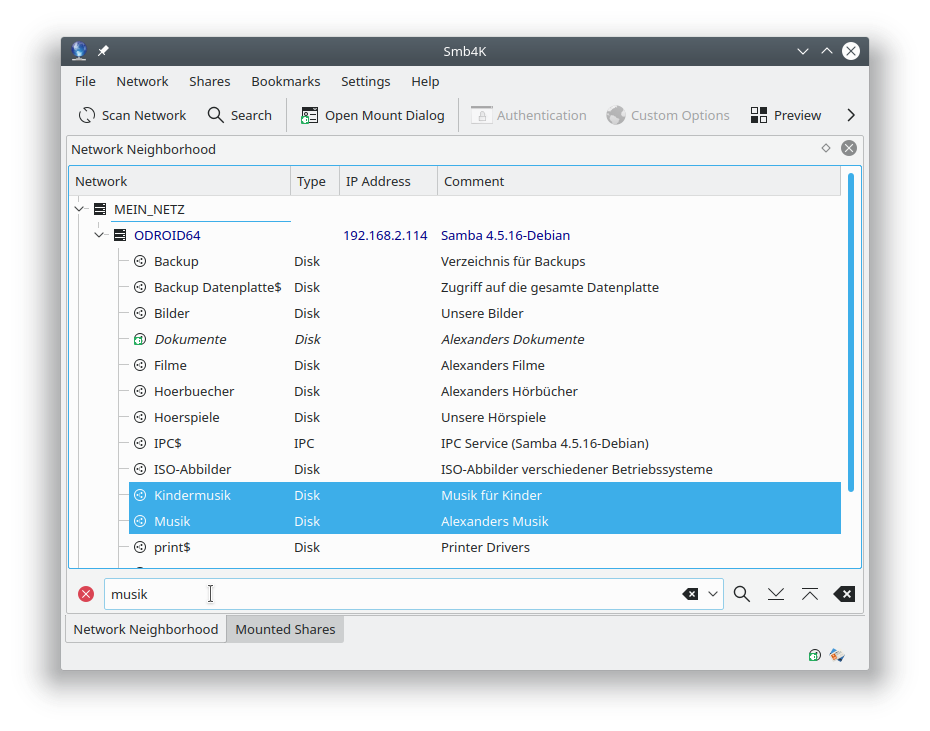 Smb4K
File Network Shares Bookmarks Settings Help
Scan Network Search Open Mount Dialog Authentication Custom Options Preview
Network Neighborhood
Network Type IP Address Comment
MEIN_NETZ
ODROID64 192.168.2.114 Samba 4.5.16-Debian
Backup Disk Verzeichnis für Backups
Backup Datenplatte$ Disk Zugriff auf die gesamte Datenplatte
Bilder Disk Unsere Bilder
Dokumente Disk Alexanders Dokumente
Filme Disk Alexanders Filme
Hoerbuecher Disk Alexanders Hörbücher
Hoerspiele Disk Unsere Hörspiele
IPC$ IPC IPC Service (Samba 4.5.16-Debian)
ISO-Abbilder Disk ISO-Abbilder verschiedener Betriebssysteme
Kindermusik Disk Musik für Kinder
Musik Disk Alexanders Musik
print$ Disk Printer Drivers
musik
Network Neighborhood Mounted Shares